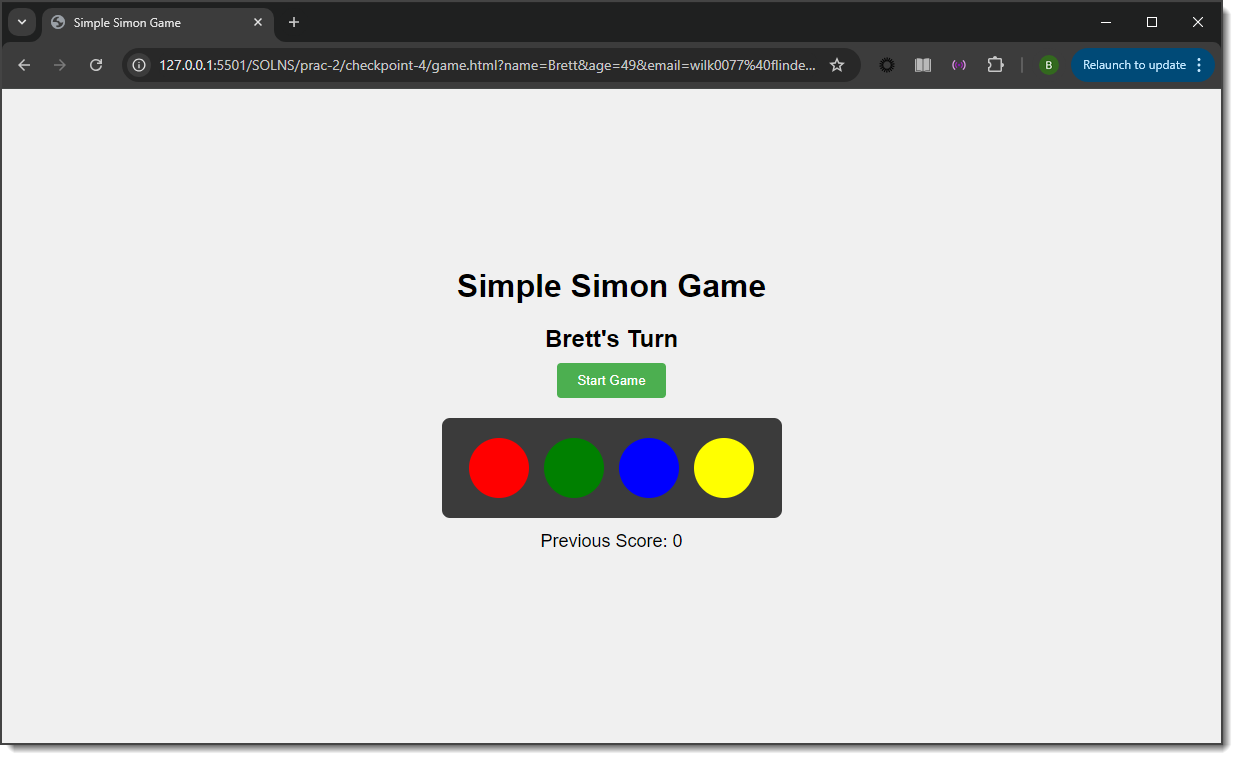 Simple Simon Game
127.0.0.1:5501/SOLNS/prac-2/checkpoint-4/game.html?name=Brett&age=49&email=wilk0077%40flinde...
B
Relaunch to update
Simple Simon Game
Brett's Turn
Start Game
Previous Score: 0